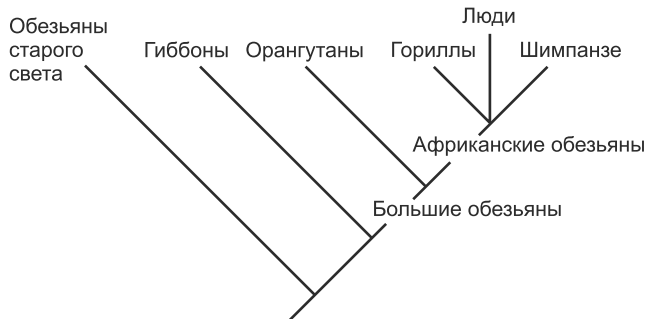 Люди
Обезьяны
старого
света
Гиббоны
Орангутаны
Гориллы
Шимпанзе
Африканские обезьяны
Большие обезьяны